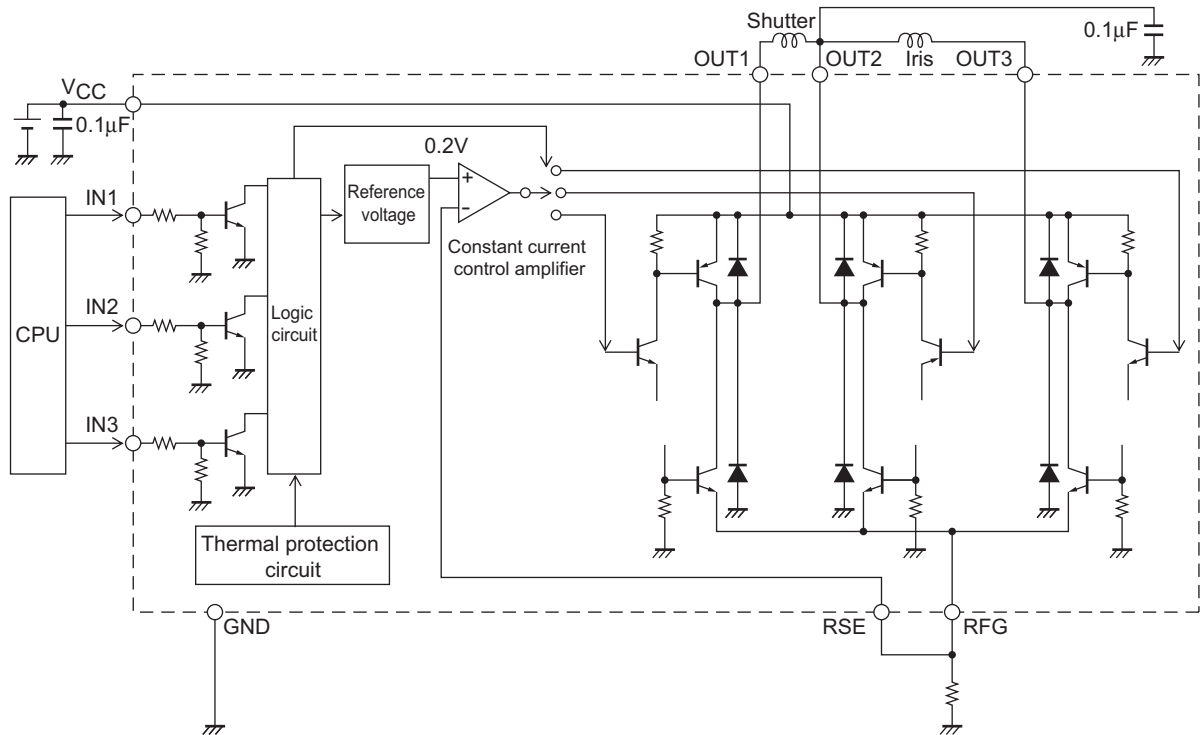 Shutter
0.1μF
OUT1
OUT2
Iris
OUT3
VCC
0.1μF
0.2V
IN1
Reference
voltage
+
–
Constant current
control amplifier
CPU
IN2
Logic
circuit
IN3
Thermal protection
circuit
GND
RSE
RFG